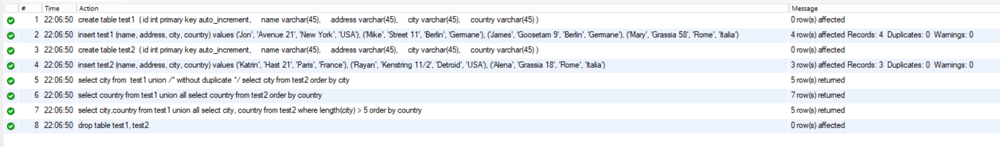 # Time Action Message
1 22:06:50 create table test1 ( id int primary key auto_increment, name varchar(45), address varchar(45), city varchar(45), country varchar(45) ) 0 row(s) affected
2 22:06:50 insert test1 (name, address, city, country) values ('Jon', 'Avenue 21', 'New York', 'USA'), ('Mike', 'Street 11', 'Berlin', 'Germane'), ('James', 'Goosetam 9', 'Berlin', 'Germane'), ('Mary', 'Grassia 58', 'Rome', 'Italia') 4 row(s) affected Records: 4 Duplicates: 0 Warnings: 0
3 22:06:50 create table test2 ( id int primary key auto_increment, name varchar(45), address varchar(45), city varchar(45), country varchar(45) ) 0 row(s) affected
4 22:06:50 insert test2 (name, address, city, country) values ('Katrin', 'Hast 21', 'Paris', 'France'), ('Rayan', 'Kenstring 11/2', 'Detroid', 'USA'), ('Alena', 'Grassia 18', 'Rome', 'Italia') 3 row(s) affected Records: 3 Duplicates: 0 Warnings: 0
5 22:06:50 select city from test1 union /* without duplicate */ select city from test2 order by city 5 row(s) returned
6 22:06:50 select country from test1 union all select country from test2 order by country 7 row(s) returned
7 22:06:50 select city,country from test1 union all select city, country from test2 where length(city) > 5 order by country 5 row(s) returned
8 22:06:50 drop table test1, test2 0 row(s) affected